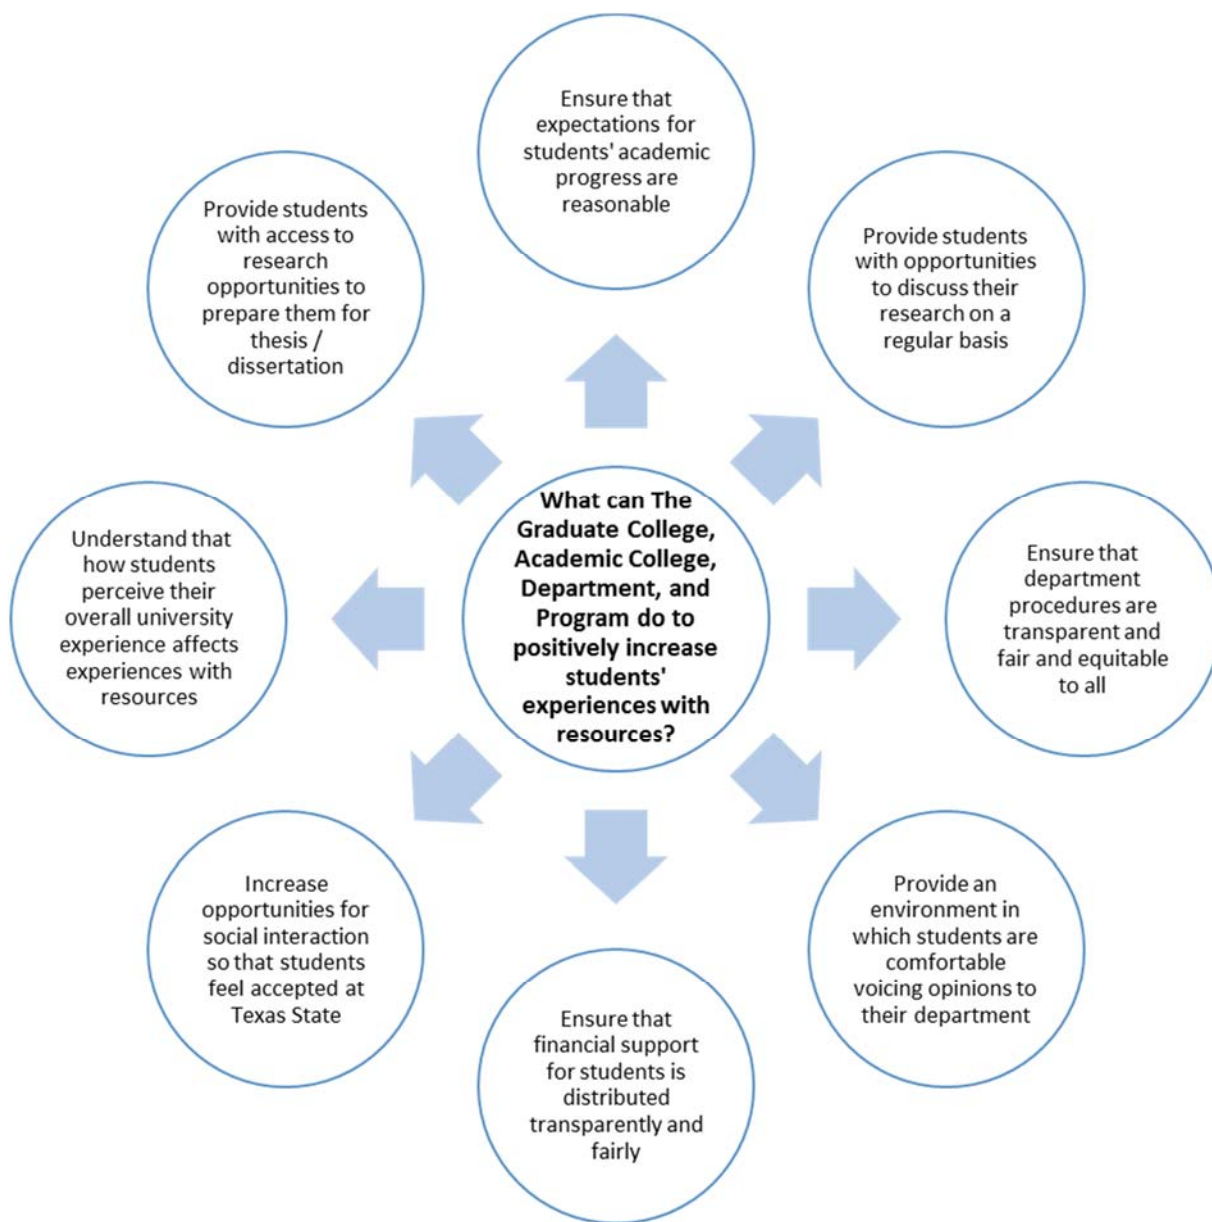 Ensure that
expectations for
students' academic
progress are
reasonable
Provide students
with opportunities
to discuss their
research on a
regular basis
Ensure that
department
procedures are
transparent and
fair and equitable
to all
Provide an
environment in
which students are
comfortable
voicing opinions to
their department
Ensure that
financial support
for students is
distributed
transparently and
fairly
Increase
opportunities for
social interaction
so that students
feel accepted at
Texas State
Understand that
how students
perceive their
overall university
experience affects
experiences with
resources
Provide students
with access to
research
opportunities to
prepare them for
thesis /
dissertation
What can The
Graduate College,
Academic College,
Department, and
Program do to
positively increase
students'
experiences with
resources?